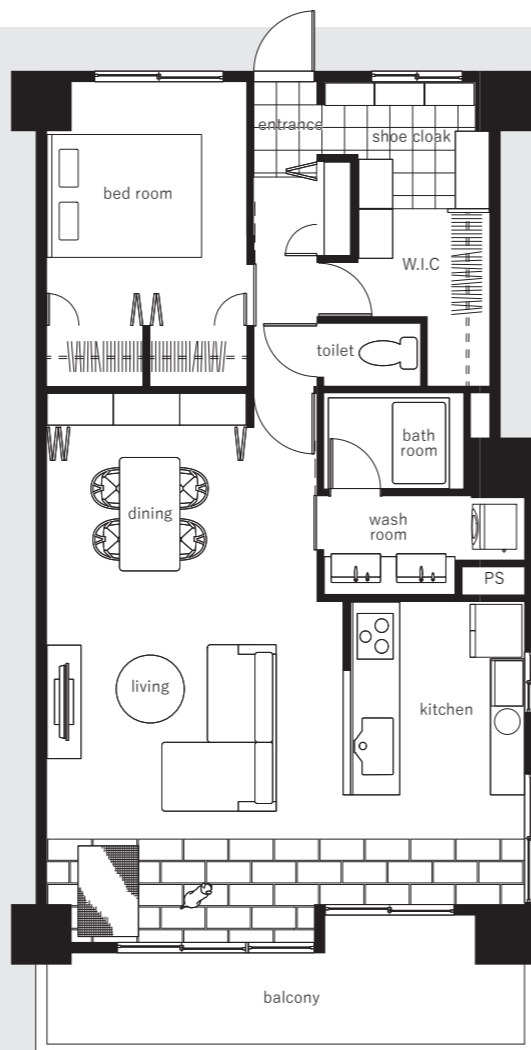 entrance
shoe cloak
bed room
W.I.C
toilet
bath
room
dining
wash
room
PS
living
kitchen
balcony